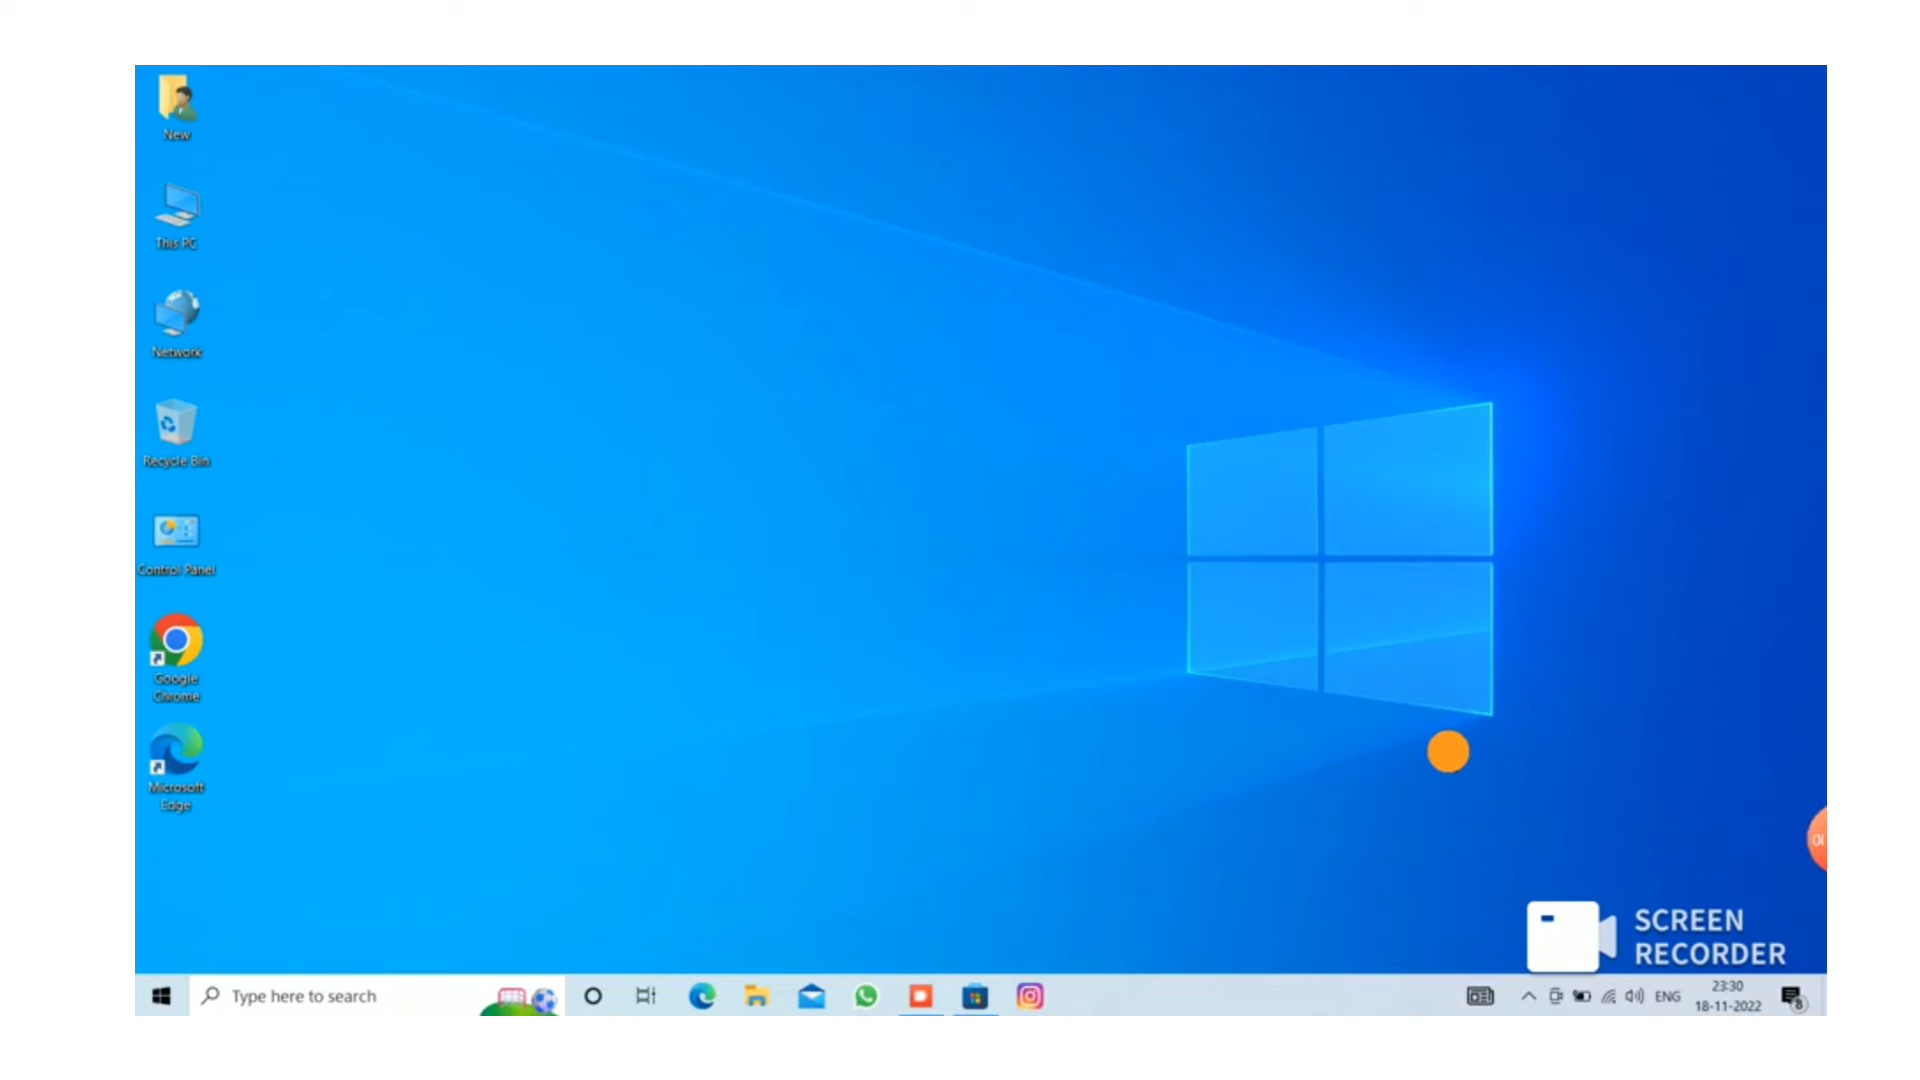 New
This PC
Network
Recycle Bin
Control Panel
Google
Chrome
Microsoft
Edge
SCREEN
RECORDER
Type here to search
ENG
23:30
18-11-2022
8